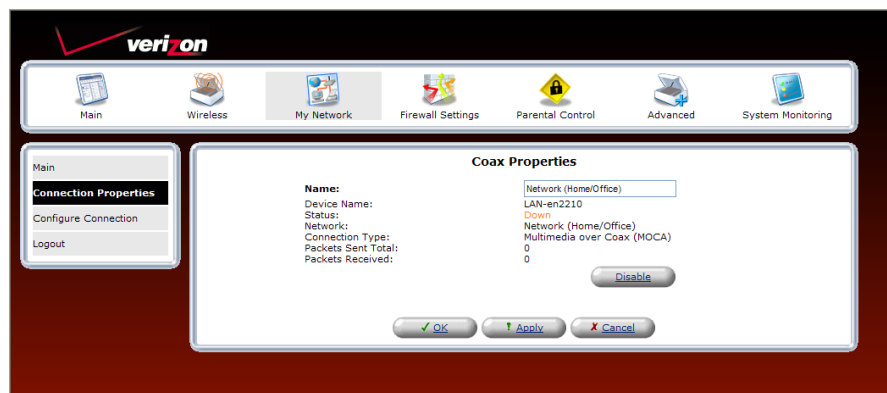 verizon
Main Wireless My Network Firewall Settings Parental Control Advanced System Monitoring
Main
Connection Properties
Configure Connection
Logout
Coax Properties
Name: Network (Home/Office)
Device Name: LAN-en2210
Status: Down
Network: Network (Home/Office)
Connection Type: Multimedia over Coax (MOCA)
Packets Sent Total: 0
Packets Received: 0
Disable
OK Apply Cancel